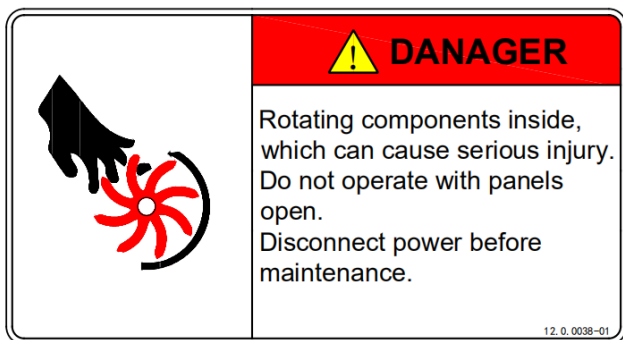 DANAGER
Rotating components inside,
which can cause serious injury.
Do not operate with panels
open.
Disconnect power before
maintenance.
12.0.0038-01